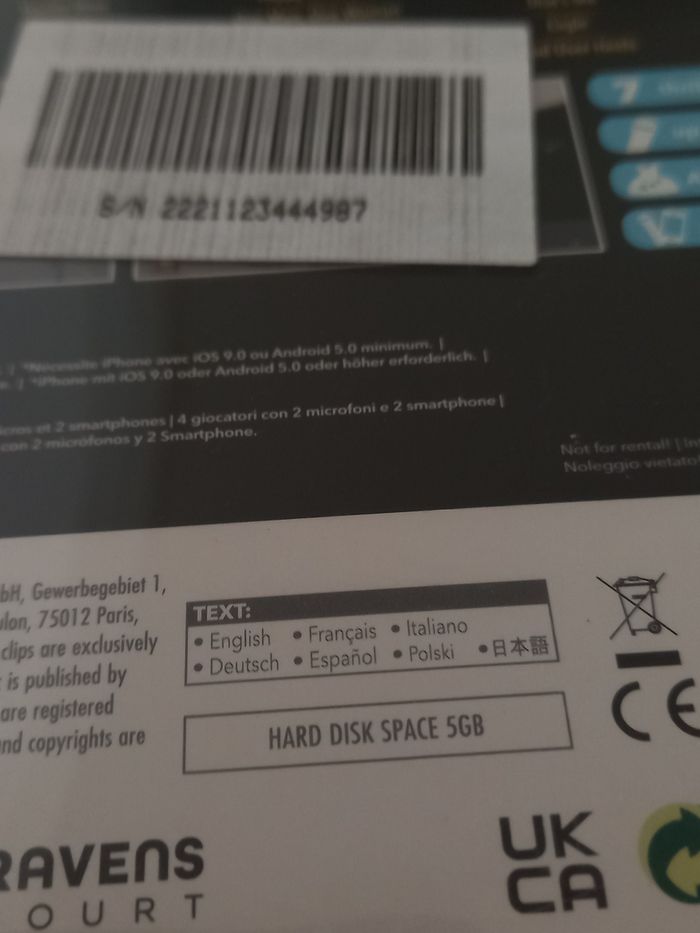 S/N 2221123444987
*Nécessite iPhone avec iOS 9.0 ou Android 5.0 minimum. |
e. | *iPhone mit iOS 9.0 oder Android 5.0 oder höher erforderlich. |
icros et 2 smartphones | 4 giocatori con 2 microfoni e 2 smartphone |
con 2 micrófonos y 2 Smartphone.
Not for rental! |
Noleggio vietato!
bH, Gewerbegebiet 1,
75012 Paris,
clips are exclusively
is published by
are registered
nd copyrights are
TEXT:
• English • Français • Italiano
• Deutsch • Español • Polski • 日本語
HARD DISK SPACE 5GB
CE
RAVENS
OURT
UK
CA